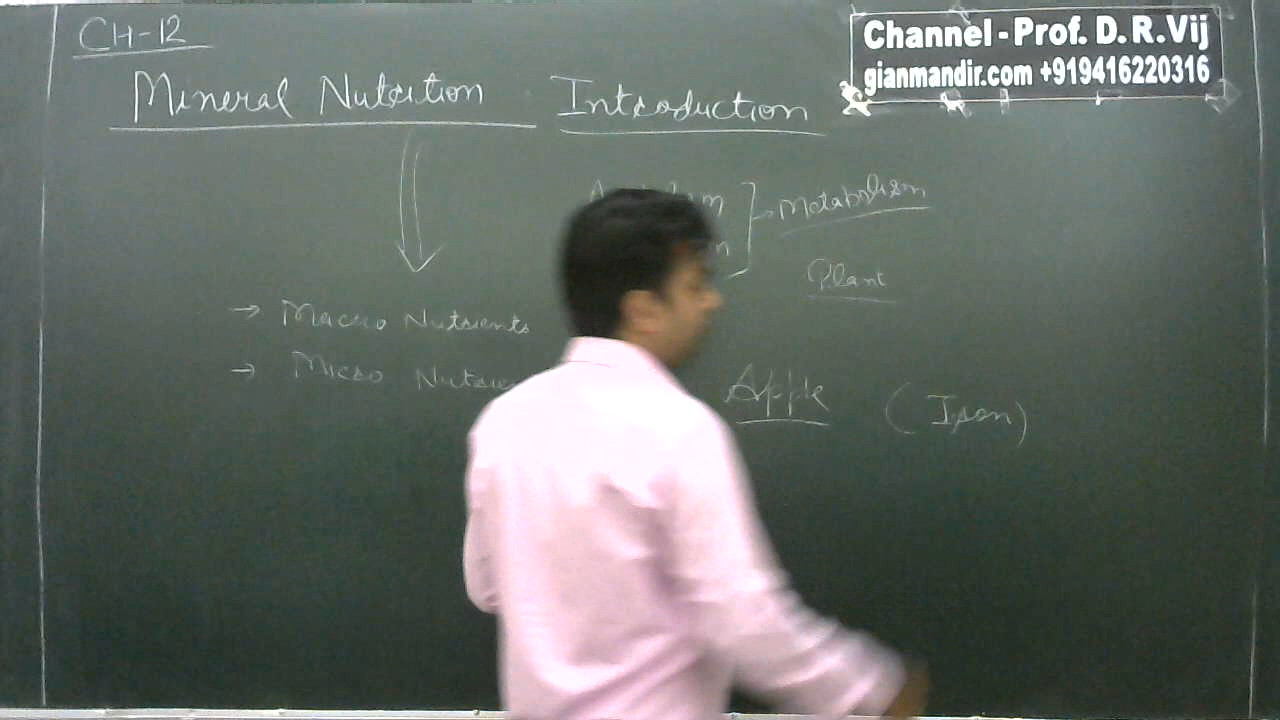 CH-12
Channel - Prof. D.R.Vij
gianmandir.com +919416220316
Mineral Nutrition Introduction
Metabolism
Plant
→ Macro Nutrients
→ Micro
Apple (Iron)